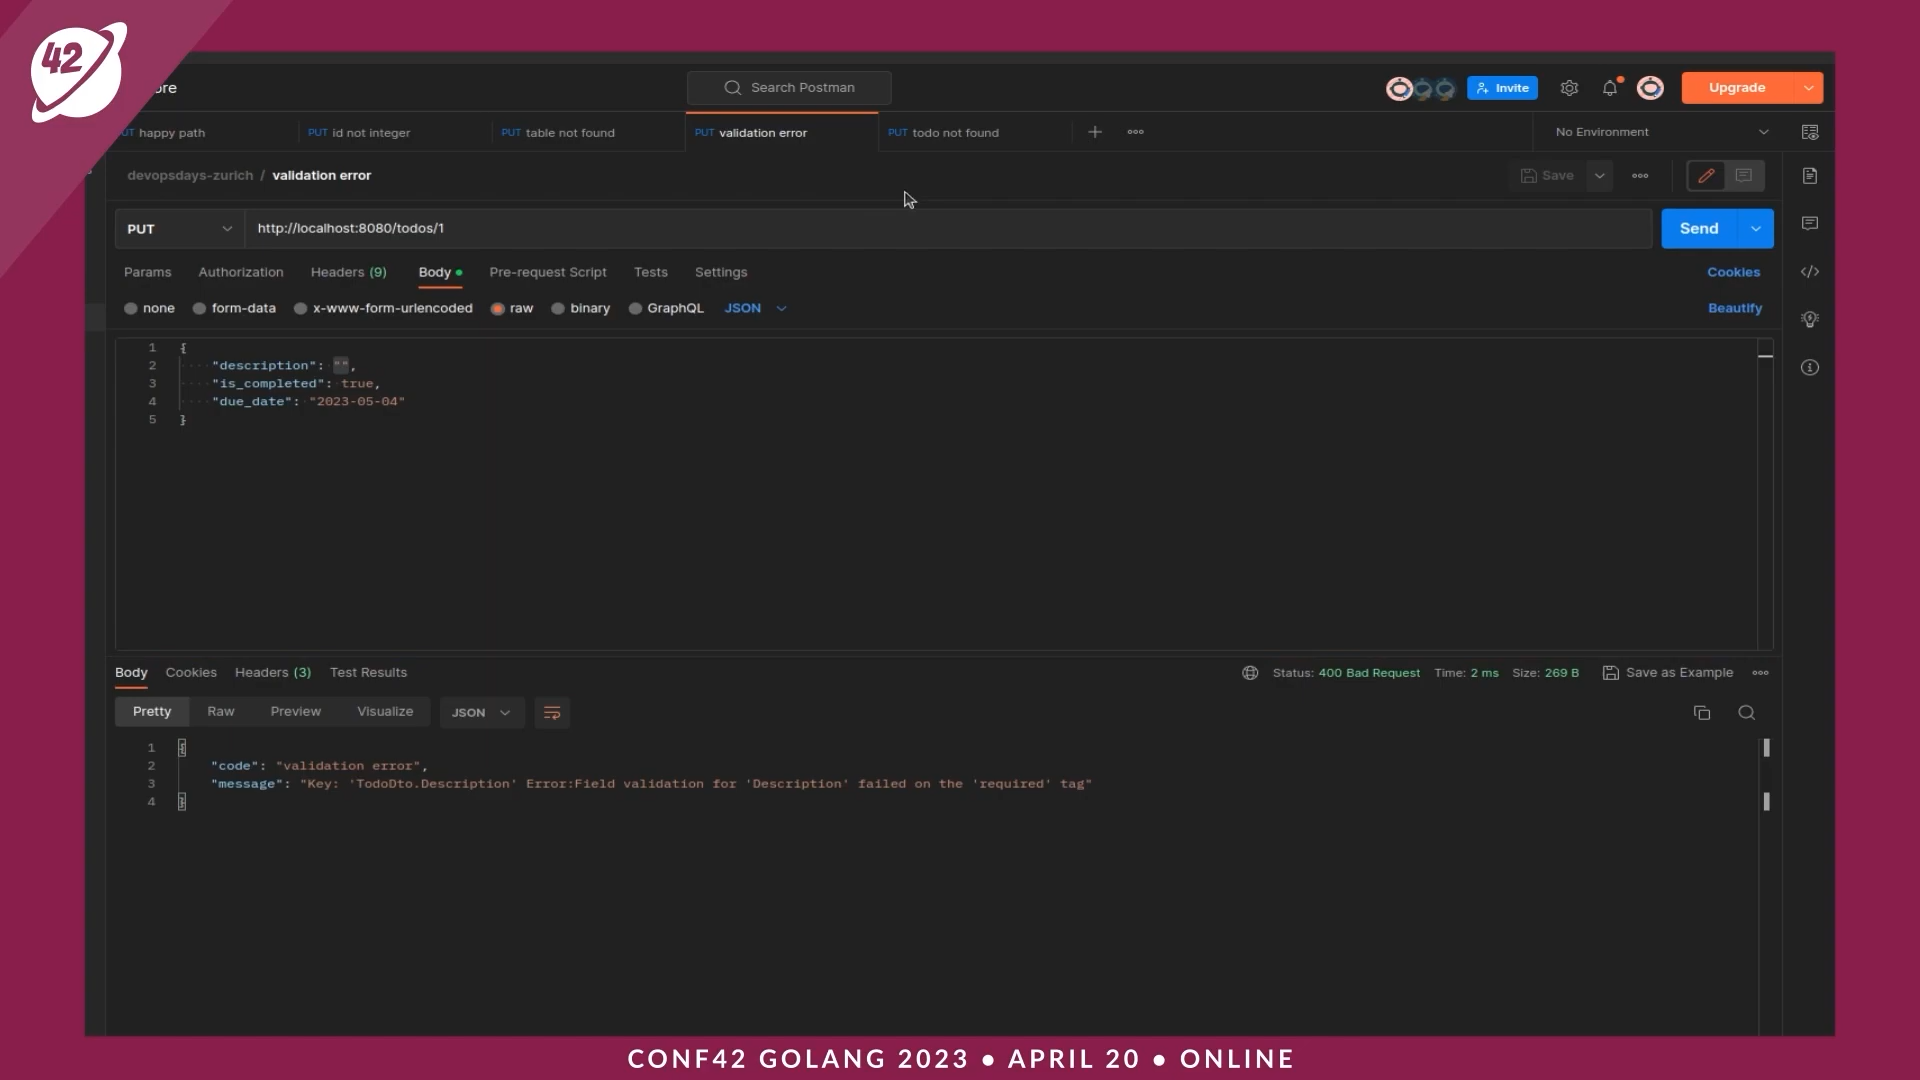 42
ore
Search Postman
Invite
Upgrade
happy path
PUT id not integer
PUT table not found
PUT validation error
PUT todo not found
No Environment
devopsdays-zurich / validation error
Save
PUT
http://localhost:8080/todos/1
Send
Params
Authorization
Headers (9)
Body
Pre-request Script
Tests
Settings
Cookies
none
form-data
x-www-form-urlencoded
raw
binary
GraphQL
JSON
Beautify
1 {
2 "description": "",
3 "is_completed": true,
4 "due_date": "2023-05-04"
5 }
Body
Cookies
Headers (3)
Test Results
Status: 400 Bad Request
Time: 2 ms
Size: 269 B
Save as Example
Pretty
Raw
Preview
Visualize
JSON
1 {
2 "code": "validation error",
3 "message": "Key: 'TodoDto.Description' Error:Field validation for 'Description' failed on the 'required' tag"
4 }
CONF42 GOLANG 2023 ● APRIL 20 ● ONLINE